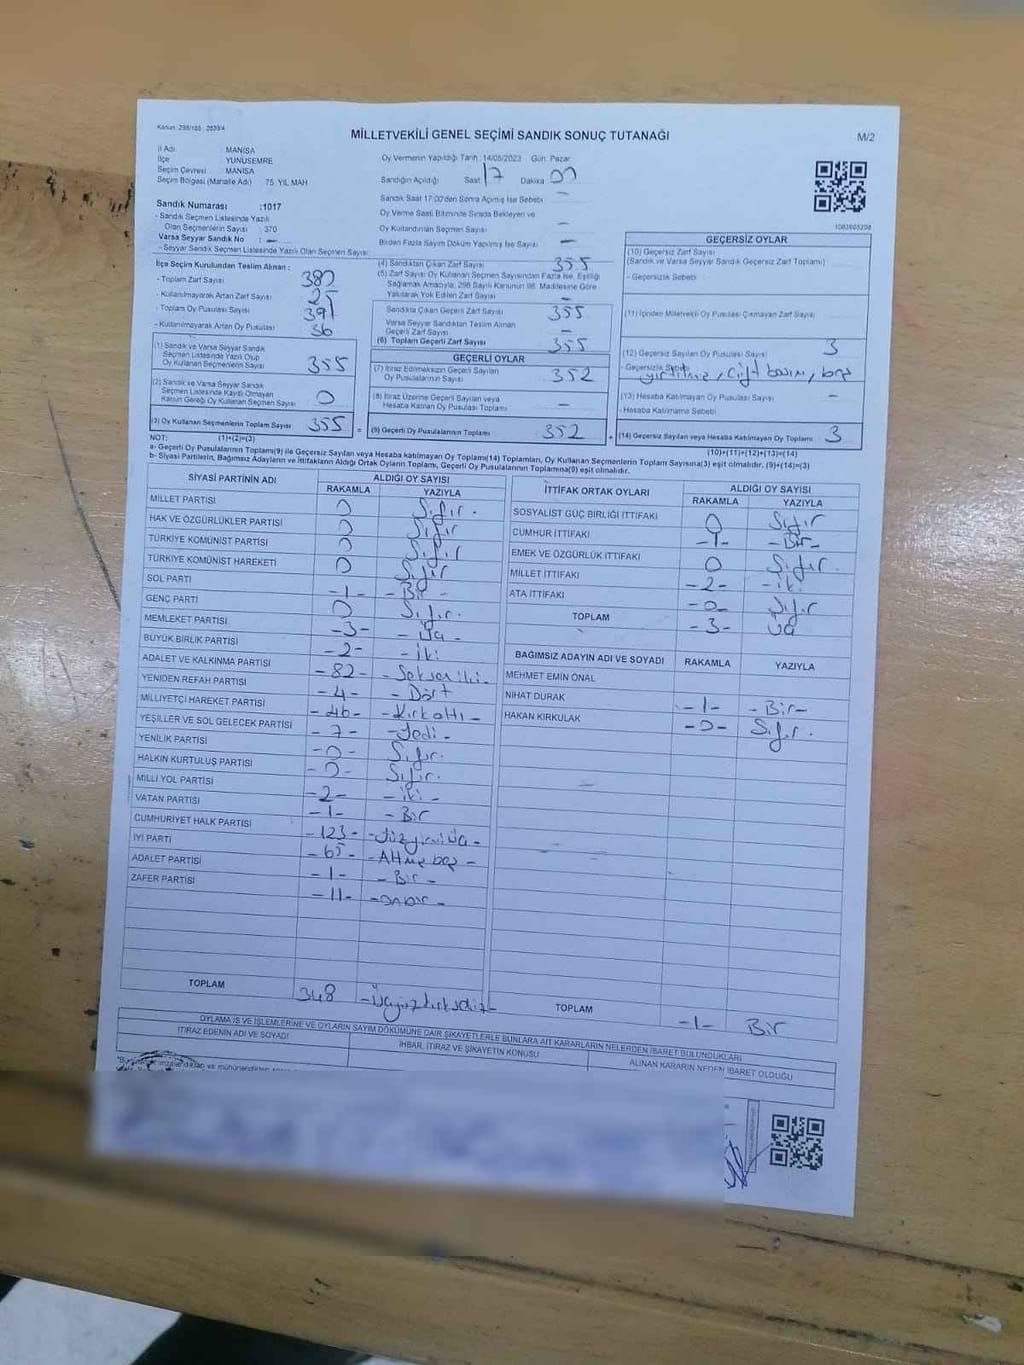 Kanun: 298/105 , 2839/4
MİLLETVEKİLİ GENEL SEÇİMİ SANDIK SONUÇ TUTANAĞI
M/2
İl Adı : MANİSA
İlçe YUNUSEMRE
Seçim Çevresi MANİSA
Seçim Bölgesi (Mahalle Adı) : 75. YIL MAH
Oy Vermenin Yapıldığı Tarih :14/05/2023 Gün: Pazar
Sandığın Açıldığı Saat 17 Dakika 00
Sandık Saat 17:00'den Sonra Açılmış İse Sebebi -
Oy Verme Saati Bitiminde Sırada Bekleyen ve
Oy Kullandırılan Seçmen Sayısı -
Birden Fazla Sayım Döküm Yapılmış İse Sayısı -
Sandık Numarası :1017
- Sandık Seçmen Listesinde Yazılı
Olan Seçmenlerin Sayısı : 370
Varsa Seyyar Sandık No : -
- Seyyar Sandık Seçmen Listesinde Yazılı Olan Seçmen Sayısı:
İlçe Seçim Kurulundan Teslim Alınan :
- Toplam Zarf Sayısı 380
- Kullanılmayarak Artan Zarf Sayısı : 25
- Toplam Oy Pusulası Sayısı 391
- Kullanılmayarak Artan Oy Pusulası 36
(1) Sandık ve Varsa Seyyar Sandık
Seçmen Listesinde Yazılı Olup
Oy Kullanan Seçmenlerin Sayısı 355
(2) Sandık ve Varsa Seyyar Sandık
Seçmen Listesinde Kaydı Olmayan
Kanun Gereği Oy Kullanan Seçmen Sayısı 0
(3) Oy Kullanan Seçmenlerin Toplam Sayısı 355
(4) Sandıktan Çıkan Zarf Sayısı 355
(5) Zarf Sayısı Oy Kullanan Seçmen Sayısından Fazla İse, Eşitliği
Sağlamak Amacıyla, 298 Sayılı Kanunun 98. Maddesine Göre
Yakılarak Yok Edilen Zarf Sayısı -
Sandıkta Çıkan Geçerli Zarf Sayısı 355
Varsa Seyyar Sandıktan Teslim Alınan
Geçerli Zarf Sayısı -
(6) Toplam Geçerli Zarf Sayısı 355
GEÇERLİ OYLAR
(7) İtiraz Edilmeksizin Geçerli Sayılan
Oy Pusulalarının Sayısı 352
(8) İtiraz Üzerine Geçerli Sayılan veya
Hesaba Katılan Oy Pusulası Toplamı -
= (9) Geçerli Oy Pusulalarının Toplamı 352
1083603208
GEÇERSİZ OYLAR
(10) Geçersiz Zarf Sayısı
(Sandık ve Varsa Seyyar Sandık Geçersiz Zarf Toplamı)
- Geçersizlik Sebebi :
(11) İçinden Milletvekili Oy Pusulası Çıkmayan Zarf Sayısı
(12) Geçersiz Sayılan Oy Pusulası Sayısı 3
- Geçersizlik Sebebi yırtılmış, çift basım, boş
(13) Hesaba Katılmayan Oy Pusulası Sayısı -
- Hesaba Katılmama Sebebi
+ (14) Geçersiz Sayılan veya Hesaba Katılmayan Oy Toplamı 3
NOT: (1)+(2)=(3) (10)+(11)+(12)+(13)=(14)
a- Geçerli Oy Pusulalarının Toplamı(9) ile Geçersiz Sayılan veya Hesaba katılmayan Oy Toplamı(14) Toplamları, Oy Kullanan Seçmenlerin Toplam Sayısına(3) eşit olmalıdır. (9)+(14)=(3)
b- Siyasi Partilerin, Bağımsız Adayların ve İttifakların Aldığı Ortak Oyların Toplamı, Geçerli Oy Pusulalarının Toplamına(9) eşit olmalıdır.
SİYASİ PARTİNİN ADI ALDIĞI OY SAYISI
RAKAMLA YAZIYLA
MİLLET PARTİSİ 0 Sıfır.
HAK VE ÖZGÜRLÜKLER PARTİSİ 0 Sıfır
TÜRKİYE KOMÜNİST PARTİSİ 0 Sıfır
TÜRKİYE KOMÜNİST HAREKETİ 0 Sıfır
SOL PARTİ -1- -Bir-
GENÇ PARTİ 0 Sıfır.
MEMLEKET PARTİSİ -3- -Üç-
BÜYÜK BİRLİK PARTİSİ -2- -İki-
ADALET VE KALKINMA PARTİSİ -82- -Seksen iki-
YENİDEN REFAH PARTİSİ -4- -Dört
MİLLİYETÇİ HAREKET PARTİSİ -46- -Kırkaltı-
YEŞİLLER VE SOL GELECEK PARTİSİ -7- -Yedi-
YENİLİK PARTİSİ -0- Sıfır.
HALKIN KURTULUŞ PARTİSİ -0- Sıfır.
MİLLİ YOL PARTİSİ -2- -iki-
VATAN PARTİSİ -1- -Bir
CUMHURİYET HALK PARTİSİ -123- -Yüzyirmiüç-
İYİ PARTİ -65- -Altmış beş-
ADALET PARTİSİ -1- -Bir-
ZAFER PARTİSİ -11- -onbir-
TOPLAM 348 -Üçyüzkırksekiz-
İTTİFAK ORTAK OYLARI ALDIĞI OY SAYISI
RAKAMLA YAZIYLA
SOSYALİST GÜÇ BİRLİĞİ İTTİFAKI 0 Sıfır
CUMHUR İTTİFAKI -1- -Bir-
EMEK VE ÖZGÜRLÜK İTTİFAKI 0 Sıfır.
MİLLET İTTİFAKI -2- -iki
ATA İTTİFAKI -0- Sıfır
TOPLAM -3- Üç
BAĞIMSIZ ADAYIN ADI VE SOYADI RAKAMLA YAZIYLA
MEHMET EMİN ÖNAL
NİHAT DURAK -1- -Bir-
HAKAN KIRKULAK -0- Sıfır.
TOPLAM -1- Bir
OYLAMA İŞ VE İŞLEMLERİNE VE OYLARIN SAYIM DÖKÜMÜNE DAİR ŞİKAYETLERLE BUNLARA AİT KARARLARIN NELERDEN İBARET BULUNDUKLARI
İTİRAZ EDENİN ADI VE SOYADI
İHBAR, İTİRAZ VE ŞİKAYETİN KONUSU
ALINAN KARARIN NEDEN İBARET OLDUĞU